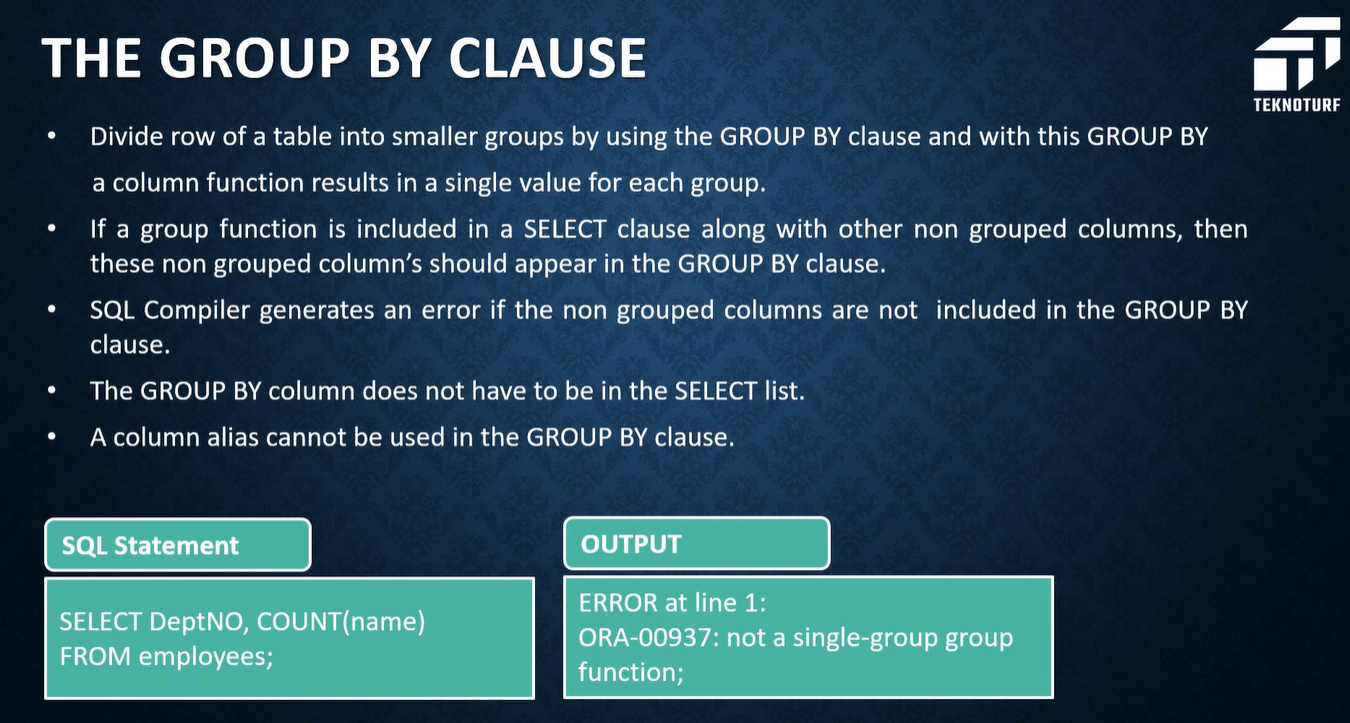 THE GROUP BY CLAUSE
TEKNOTURF
• Divide row of a table into smaller groups by using the GROUP BY clause and with this GROUP BY
a column function results in a single value for each group.
• If a group function is included in a SELECT clause along with other non grouped columns, then
these non grouped column’s should appear in the GROUP BY clause.
• SQL Compiler generates an error if the non grouped columns are not included in the GROUP BY
clause.
• The GROUP BY column does not have to be in the SELECT list.
• A column alias cannot be used in the GROUP BY clause.
SQL Statement
SELECT DeptNO, COUNT(name)
FROM employees;
OUTPUT
ERROR at line 1:
ORA-00937: not a single-group group
function;